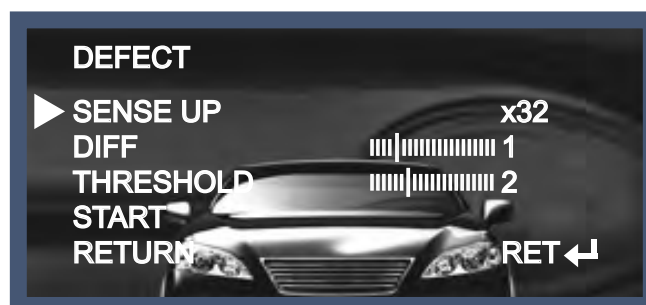 DEFECT
SENSE UP x32
DIFF 1
THRESHOLD 2
START
RETURN RET